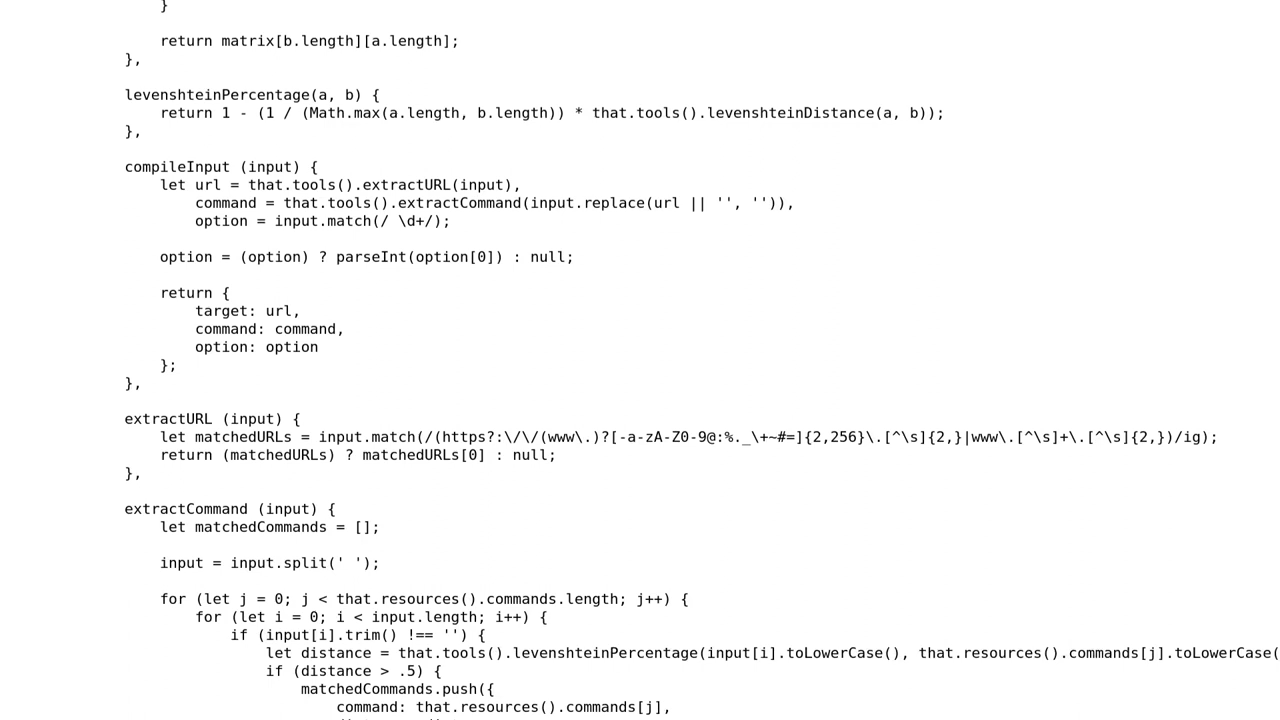 }
return matrix[b.length][a.length];
},
levenshteinPercentage(a, b) {
return 1 - (1 / (Math.max(a.length, b.length)) * that.tools().levenshteinDistance(a, b));
},
compileInput (input) {
let url = that.tools().extractURL(input),
command = that.tools().extractCommand(input.replace(url || '', '')),
option = input.match(/ \d+/);
option = (option) ? parseInt(option[0]) : null;
return {
target: url,
command: command,
option: option
};
},
extractURL (input) {
let matchedURLs = input.match(/(https?:\/\/(www\.)?[-a-zA-Z0-9@:%._\+~#=]{2,256}\.[^\s]{2,}|www\.[^\s]+\.[^\s]{2,})/ig);
return (matchedURLs) ? matchedURLs[0] : null;
},
extractCommand (input) {
let matchedCommands = [];
input = input.split(' ');
for (let j = 0; j < that.resources().commands.length; j++) {
for (let i = 0; i < input.length; i++) {
if (input[i].trim() !== '') {
let distance = that.tools().levenshteinPercentage(input[i].toLowerCase(), that.resources().commands[j].toLowerCase(
if (distance > .5) {
matchedCommands.push({
command: that.resources().commands[j],